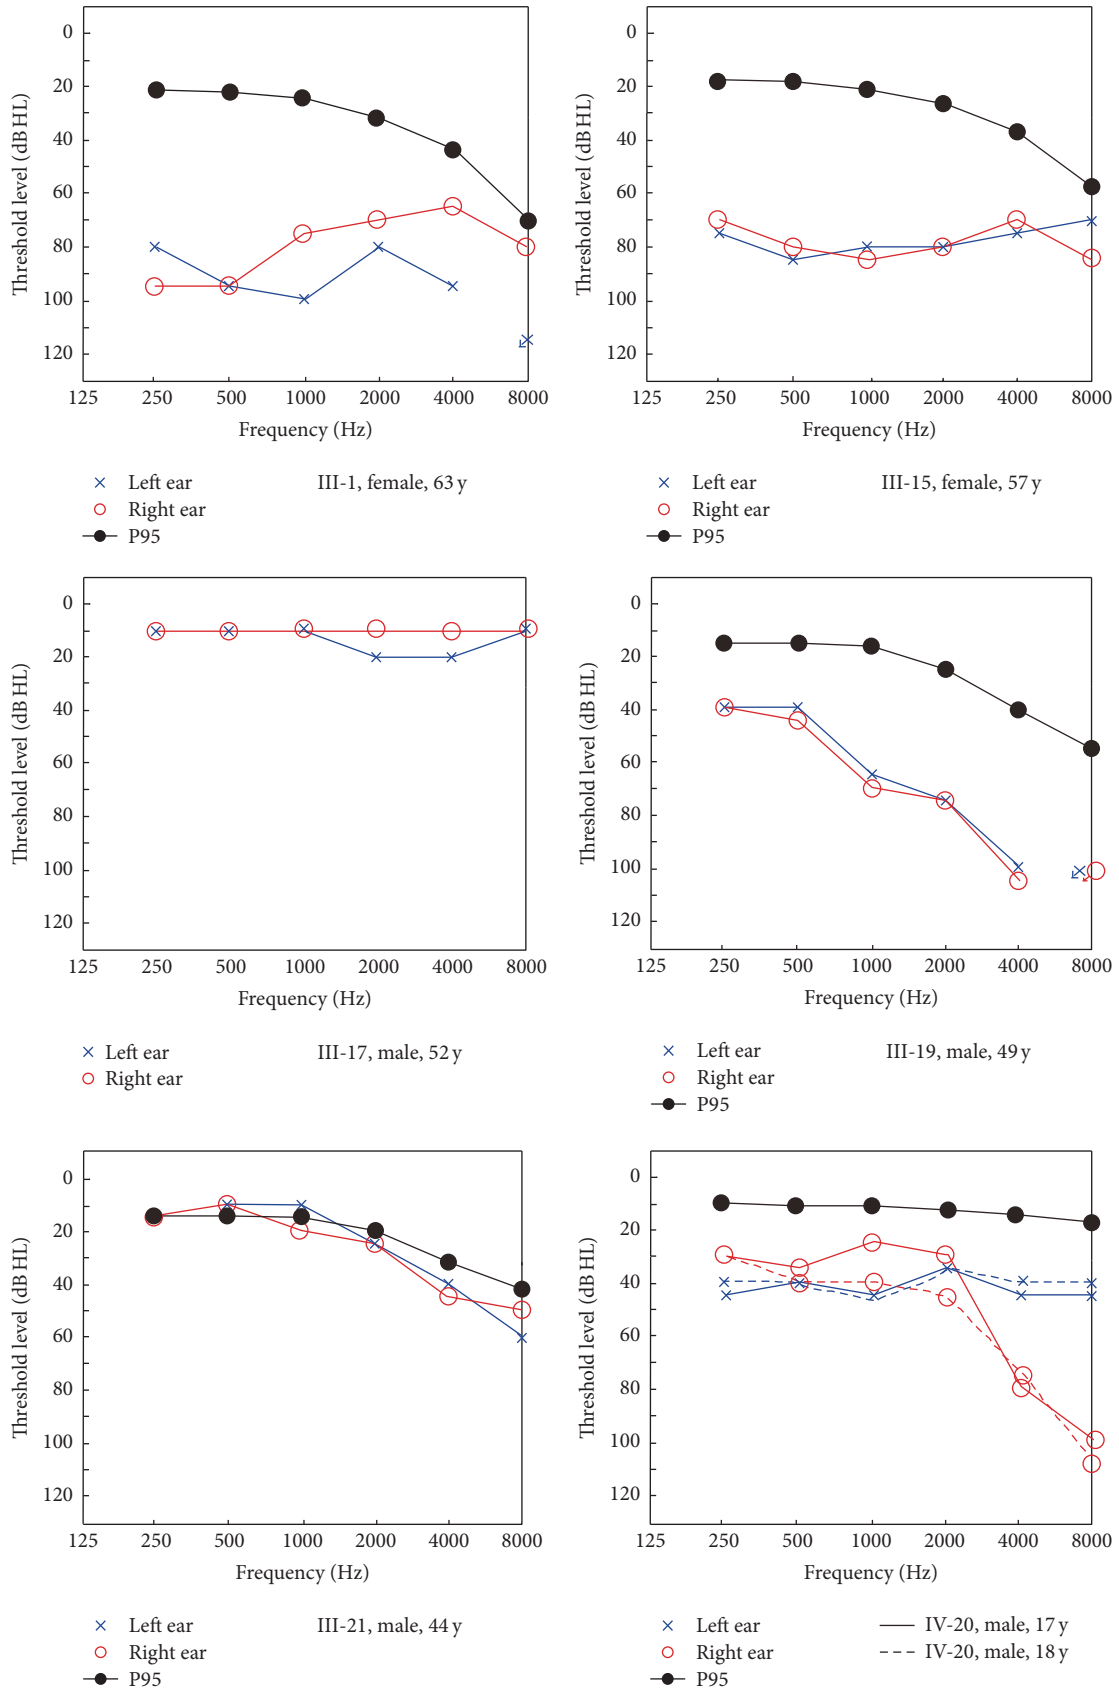 0
20
40
60
80
100
120
Threshold level (dB HL)
125 250 500 1000 2000 4000 8000
Frequency (Hz)
Left ear
Right ear
P95
III-1, female, 63 y
0
20
40
60
80
100
120
Threshold level (dB HL)
125 250 500 1000 2000 4000 8000
Frequency (Hz)
Left ear
Right ear
P95
III-15, female, 57 y
0
20
40
60
80
100
120
Threshold level (dB HL)
125 250 500 1000 2000 4000 8000
Frequency (Hz)
Left ear
Right ear
III-17, male, 52 y
0
20
40
60
80
100
120
Threshold level (dB HL)
125 250 500 1000 2000 4000 8000
Frequency (Hz)
Left ear
Right ear
P95
III-19, male, 49 y
0
20
40
60
80
100
120
Threshold level (dB HL)
125 250 500 1000 2000 4000 8000
Frequency (Hz)
Left ear
Right ear
P95
III-21, male, 44 y
0
20
40
60
80
100
120
Threshold level (dB HL)
125 250 500 1000 2000 4000 8000
Frequency (Hz)
Left ear
Right ear
P95
IV-20, male, 17 y
IV-20, male, 18 y